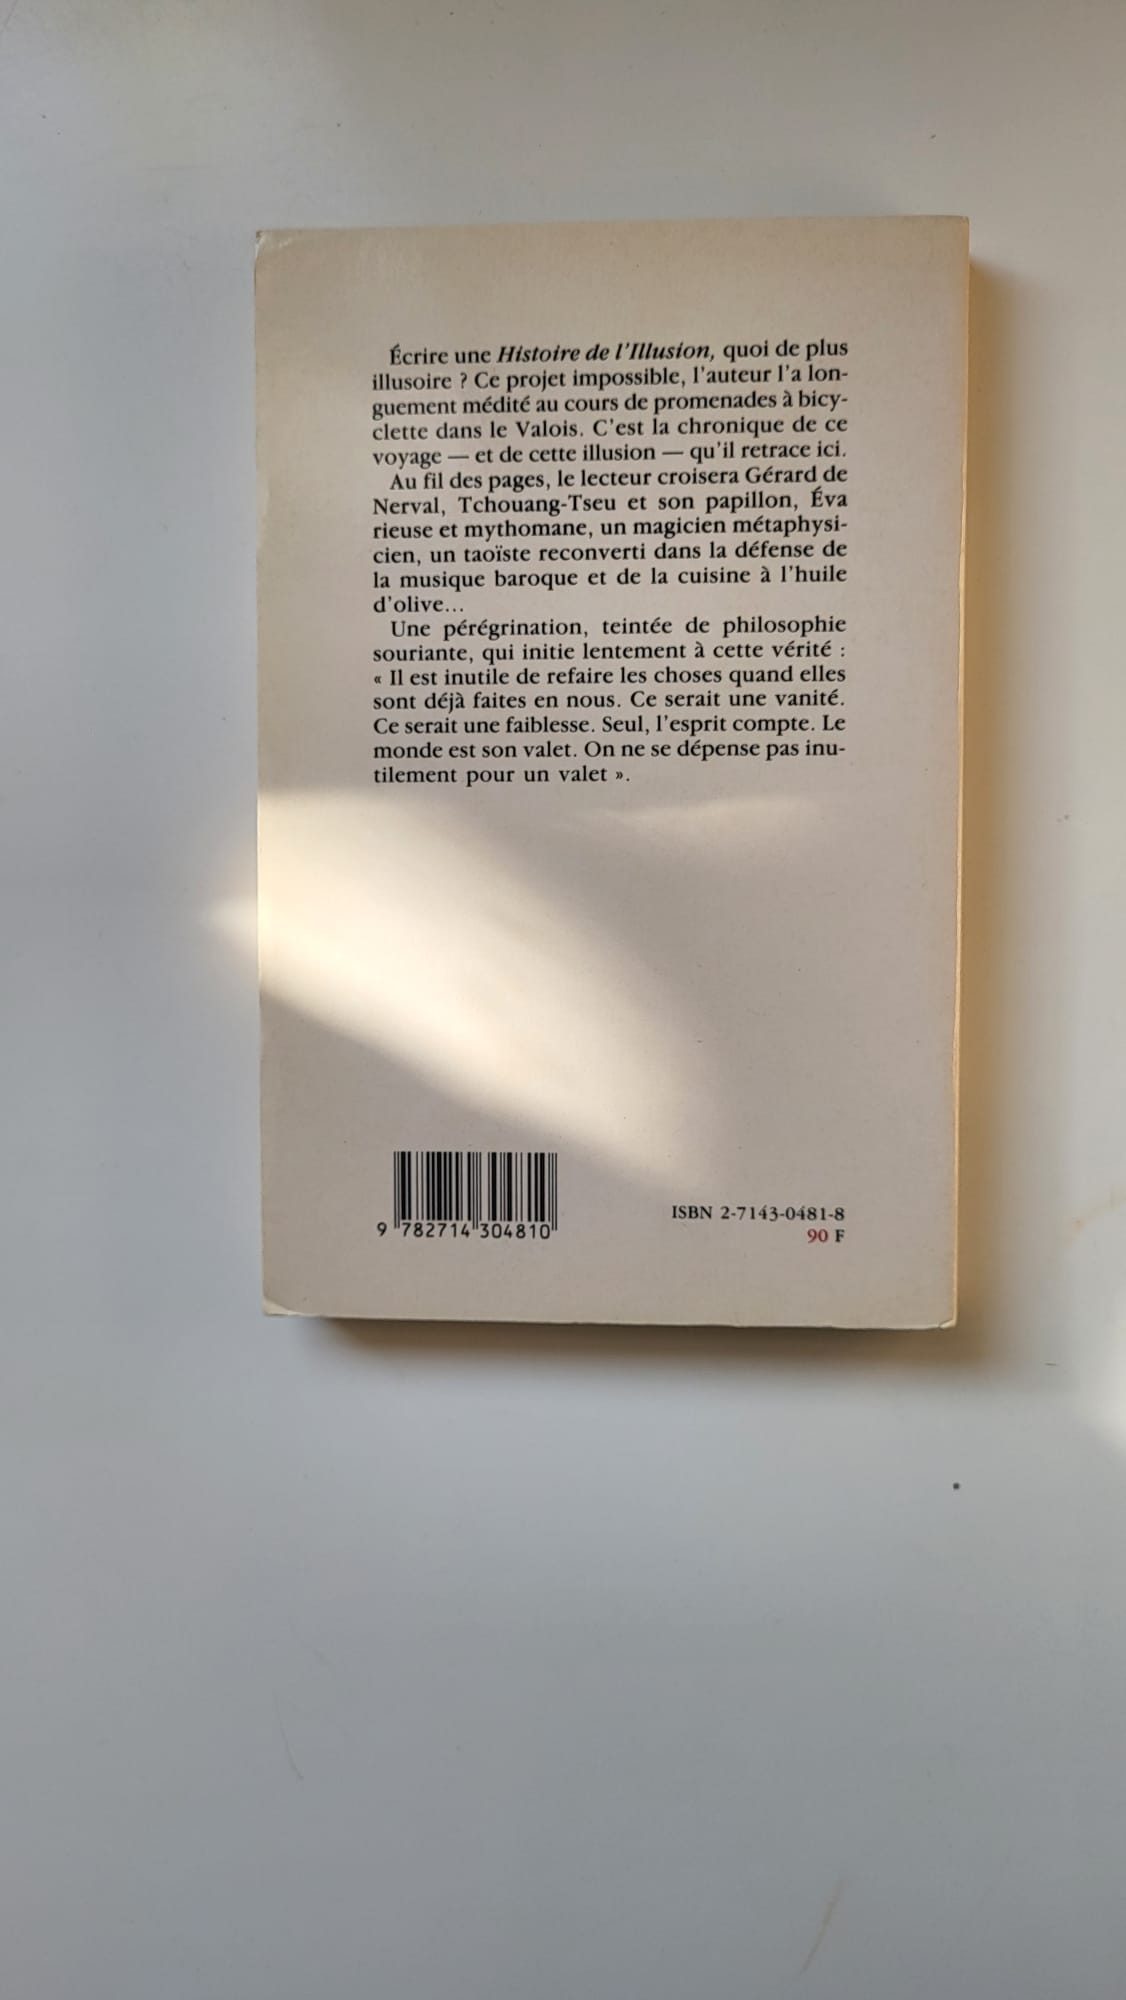 Écrire une Histoire de l'Illusion, quoi de plus
illusoire ? Ce projet impossible, l'auteur l'a lon-
guement médité au cours de promenades à bicy-
clette dans le Valois. C'est la chronique de ce
voyage — et de cette illusion — qu'il retrace ici.
Au fil des pages, le lecteur croisera Gérard de
Nerval, Tchouang-Tseu et son papillon, Éva
rieuse et mythomane, un magicien métaphysi-
cien, un taoïste reconverti dans la défense de
la musique baroque et de la cuisine à l'huile
d'olive...
Une pérégrination, teintée de philosophie
souriante, qui initie lentement à cette vérité :
« Il est inutile de refaire les choses quand elles
sont déjà faites en nous. Ce serait une vanité.
Ce serait une faiblesse. Seul, l'esprit compte. Le
monde est son valet. On ne se dépense pas inu-
tilement pour un valet ».
9 782714 304810
ISBN 2-7143-0481-8
90 F